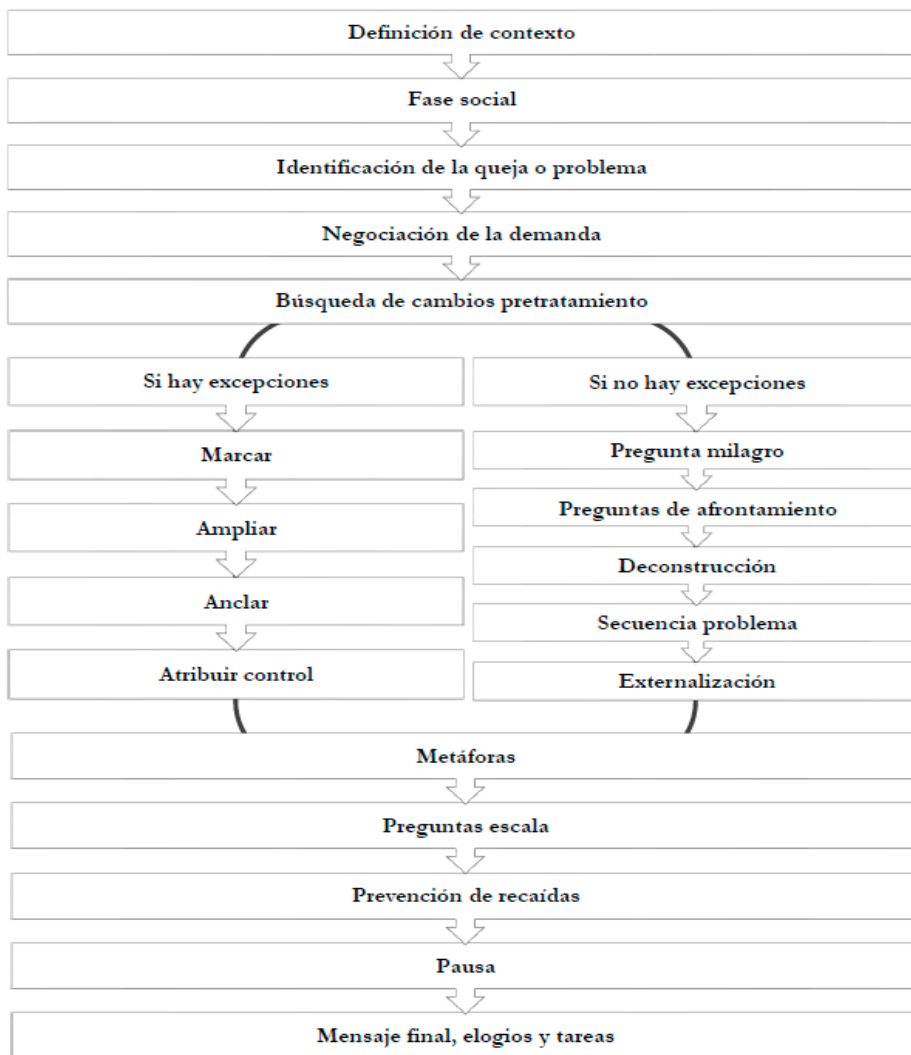 Definición de contexto
Fase social
Identificación de la queja o problema
Negociación de la demanda
Búsqueda de cambios pretratamiento
Si hay excepciones
Marcar
Ampliar
Anclar
Atribuir control
Si no hay excepciones
Pregunta milagro
Preguntas de afrontamiento
Deconstrucción
Secuencia problema
Externalización
Metáforas
Preguntas escala
Prevención de recaídas
Pausa
Mensaje final, elogios y tareas